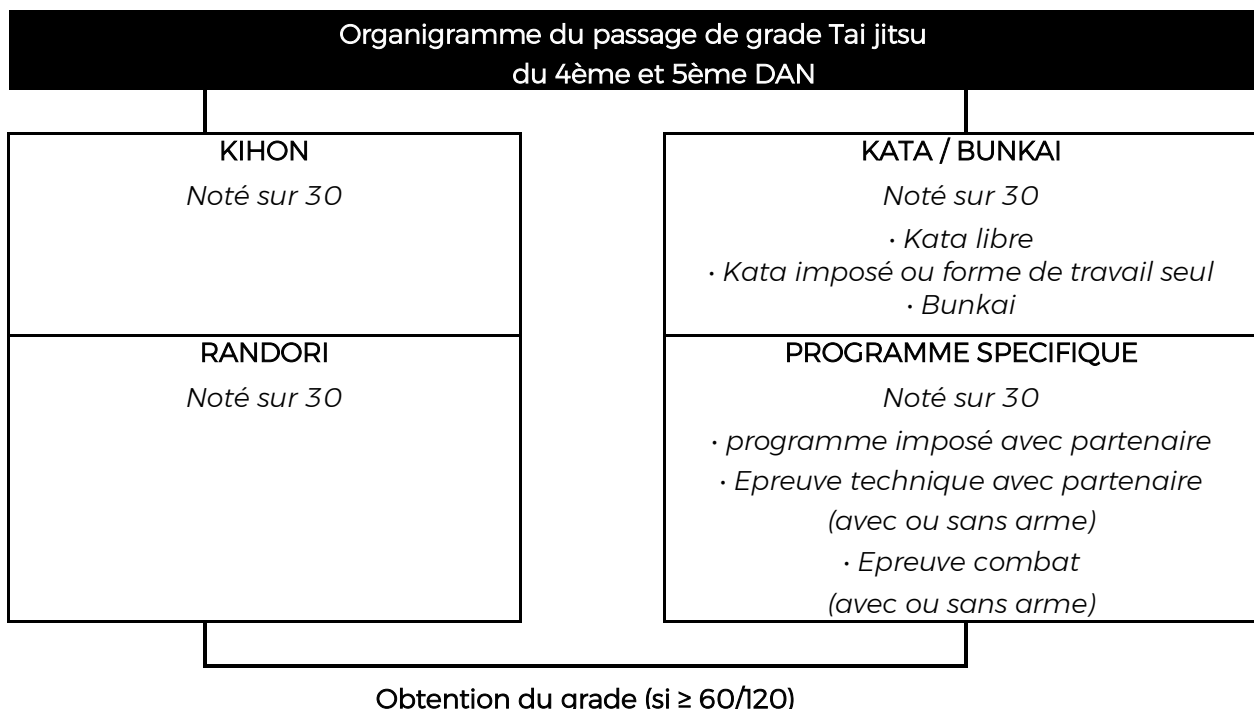 Organigramme du passage de grade Tai jitsu
du 4ème et 5ème DAN
KIHON
Noté sur 30
RANDORI
Noté sur 30
KATA / BUNKAI
Noté sur 30
• Kata libre
• Kata imposé ou forme de travail seul
• Bunkai
PROGRAMME SPECIFIQUE
Noté sur 30
• programme imposé avec partenaire
• Epreuve technique avec partenaire
(avec ou sans arme)
• Epreuve combat
(avec ou sans arme)
Obtention du grade (si ≥ 60/120)